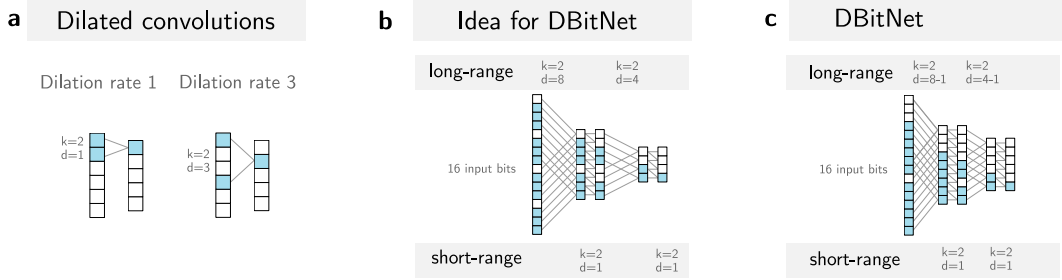 a Dilated convolutions
Dilation rate 1
Dilation rate 3
k=2
d=1
k=2
d=3
b Idea for DBitNet
long-range
k=2
d=8
k=2
d=4
16 input bits
short-range
k=2
d=1
k=2
d=1
c DBitNet
long-range
k=2
d=8-1
k=2
d=4-1
16 input bits
short-range
k=2
d=1
k=2
d=1